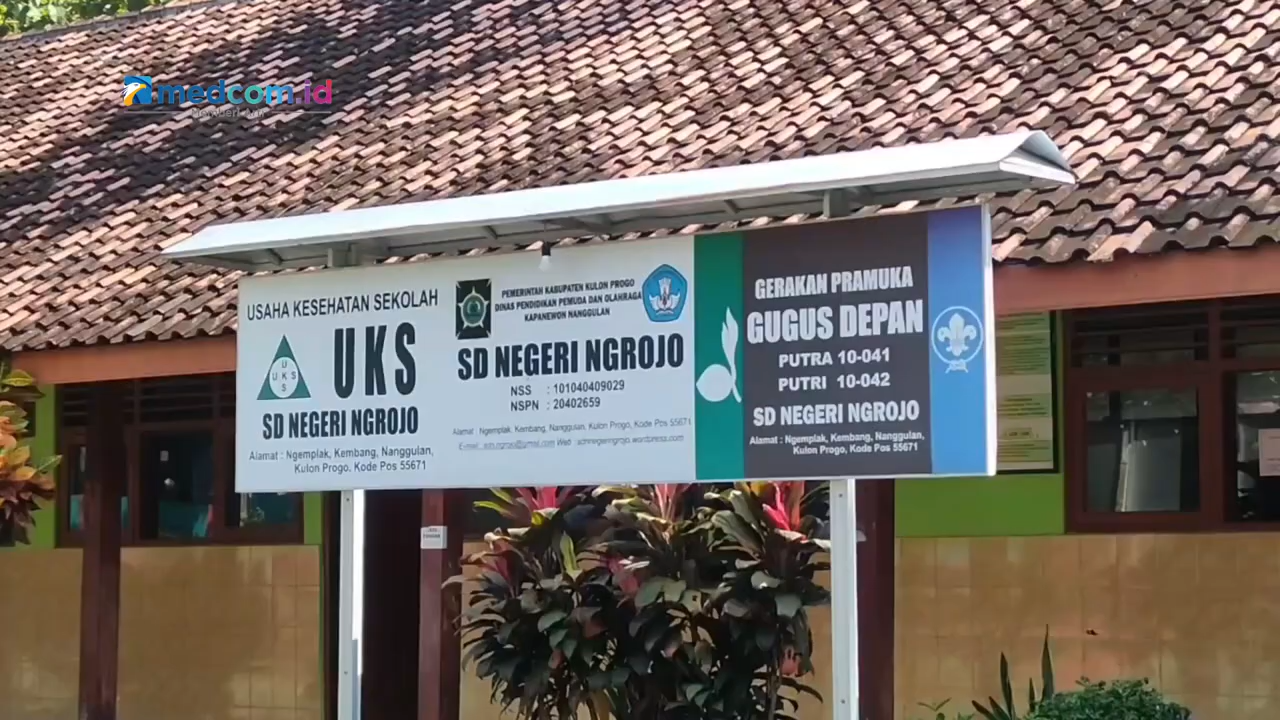 medcom.id
USAHA KESEHATAN SEKOLAH
U
U K S
S
UKS
SD NEGERI NGROJO
Alamat : Ngemplak, Kembang, Nanggulan,
Kulon Progo, Kode Pos 55671
PEMERINTAH KABUPATEN KULON PROGO
DINAS PENDIDIKAN PEMUDA DAN OLAHRAGA
KAPANEWON NANGGULAN
SD NEGERI NGROJO
NSS : 101040409029
NSPN : 20402659
Alamat : Ngemplak, Kembang, Nanggulan, Kulon Progo, Kode Pos 55671
GERAKAN PRAMUKA
GUGUS DEPAN
PUTRA 10-041
PUTRI 10-042
SD NEGERI NGROJO
Alamat : Ngemplak, Kembang, Nanggulan,
Kulon Progo, Kode Pos 55671